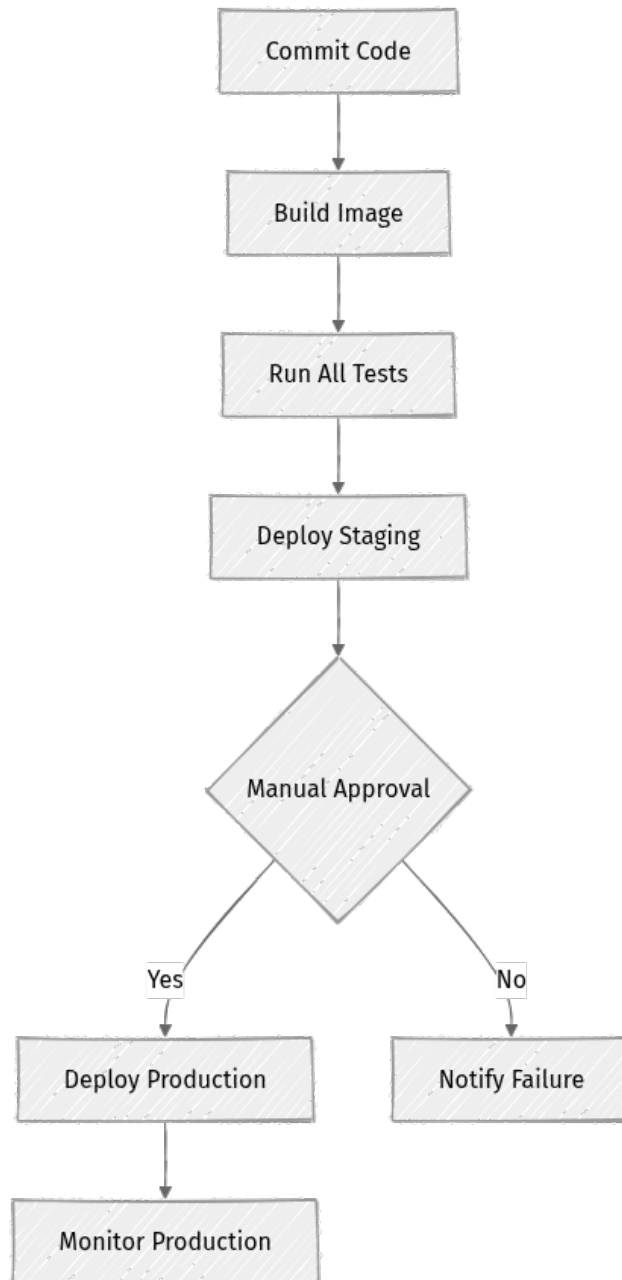 Commit Code
Build Image
Run All Tests
Deploy Staging
Manual Approval
Yes
No
Deploy Production
Notify Failure
Monitor Production